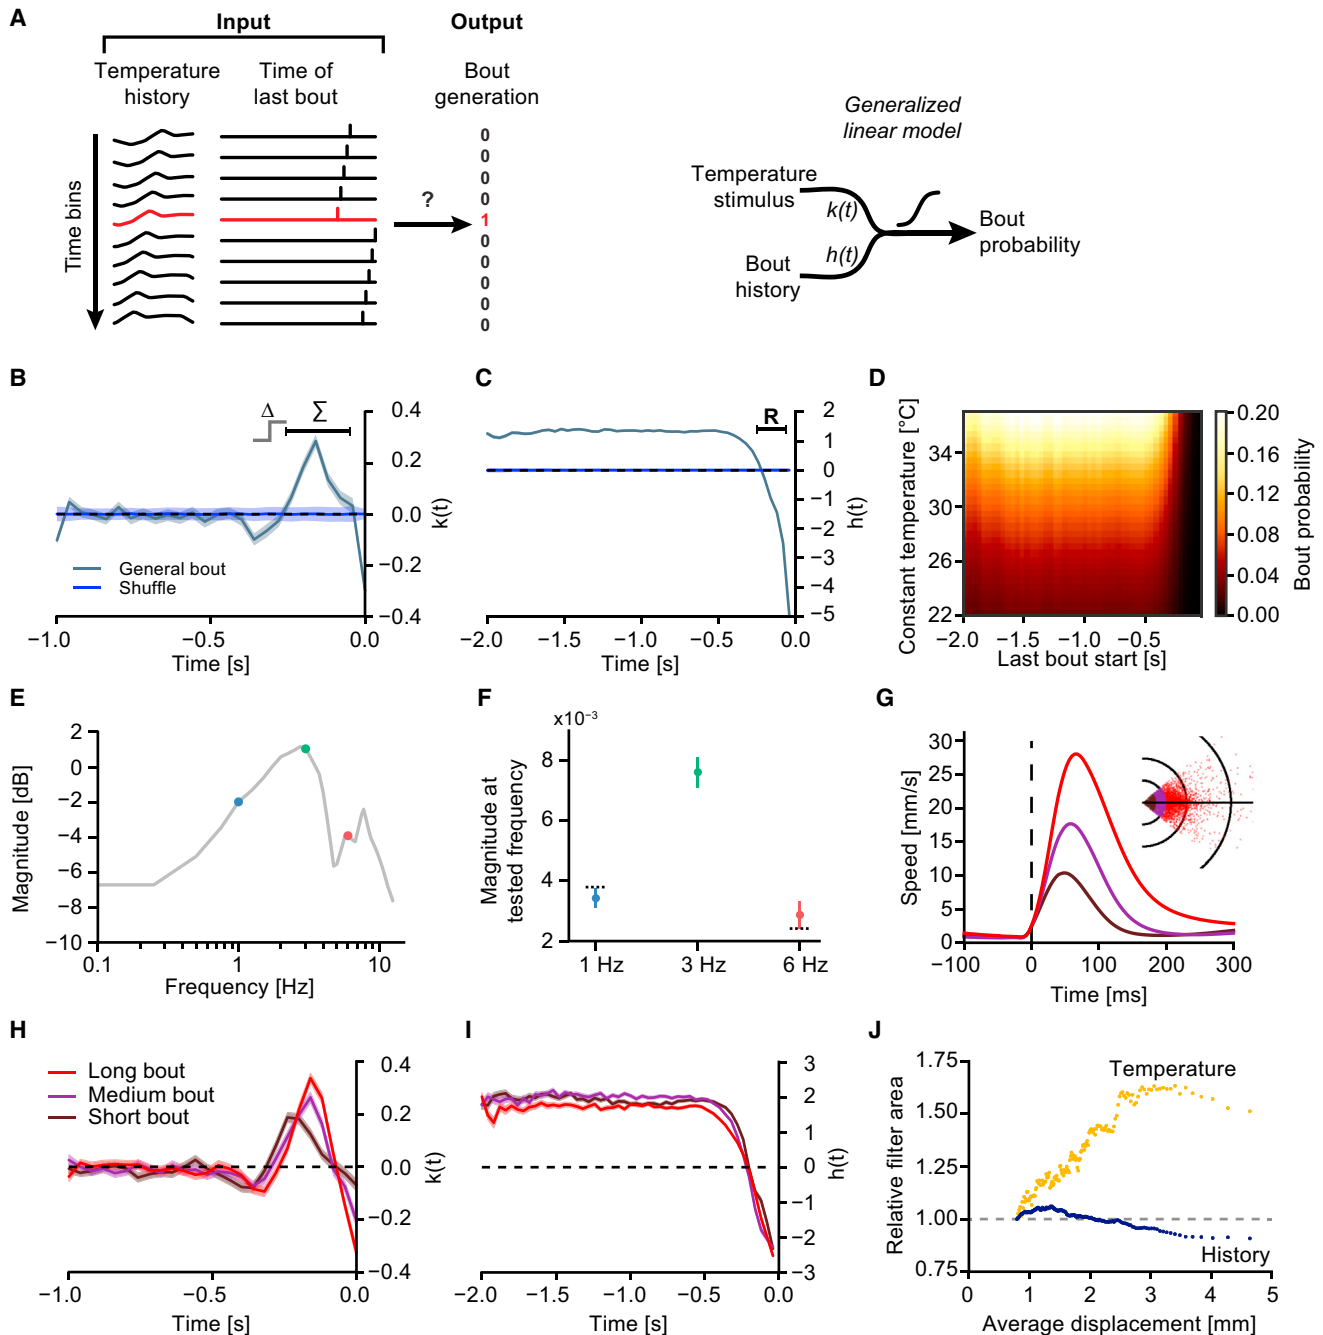 A
Input
Output
Temperature
history
Time of
last bout
Bout
generation
Time bins
0
0
0
0
1
0
0
0
0
0
?
Generalized
linear model
Temperature
stimulus
k(t)
h(t)
Bout
history
Bout
probability
B
Δ
Σ
0.4
0.2
0.0
−0.2
−0.4
k(t)
General bout
Shuffle
−1.0
−0.5
0.0
Time [s]
C
R
2
1
0
−1
−2
−3
−4
−5
h(t)
−2.0
−1.5
−1.0
−0.5
0.0
Time [s]
D
Constant temperature [°C]
34
30
26
22
−2.0
−1.5
−1.0
−0.5
Last bout start [s]
0.20
0.16
0.12
0.08
0.04
0.00
Bout probability
E
Magnitude [dB]
2
0
−2
−4
−6
−8
−10
0.1
1
10
Frequency [Hz]
F
x10−3
Magnitude at
tested frequency
8
6
4
2
1 Hz
3 Hz
6 Hz
G
Speed [mm/s]
30
25
20
15
10
5
0
−100
0
100
200
300
Time [ms]
H
Long bout
Medium bout
Short bout
0.4
0.2
0.0
−0.2
−0.4
k(t)
−1.0
−0.5
0.0
Time [s]
I
3
2
1
0
−1
−2
−3
h(t)
−2.0
−1.5
−1.0
−0.5
0.0
Time [s]
J
Relative filter area
1.75
1.50
1.25
1.00
0.75
Temperature
History
0
1
2
3
4
5
Average displacement [mm]